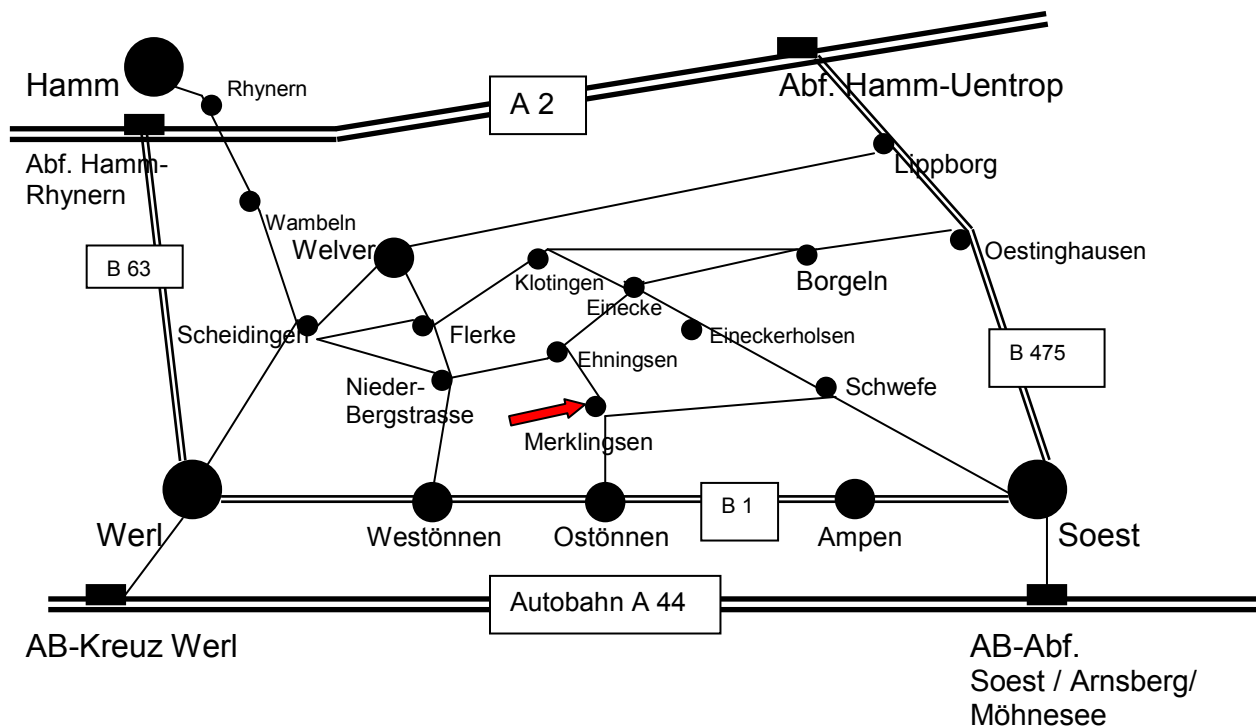 Hamm
Rhynern
A 2
Abf. Hamm-Uentrop
Abf. Hamm-
Rhynern
Lippborg
Wambeln
Welver
B 63
Klotingen
Einecke
Borgeln
Oestinghausen
Scheidingen
Flerke
Eineckerholsen
Ehningsen
B 475
Nieder-
Bergstrasse
Schwefe
Merklingsen
B 1
Werl
Westönnen
Ostönnen
Ampen
Soest
Autobahn A 44
AB-Kreuz Werl
AB-Abf.
Soest / Arnsberg/
Möhnesee